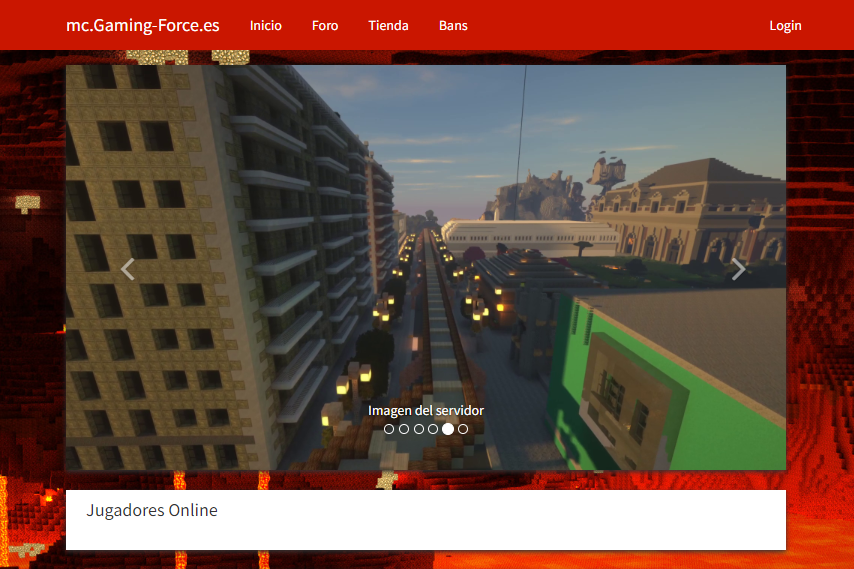 mc.Gaming-Force.es Inicio Foro Tienda Bans Login
Imagen del servidor
Jugadores Online